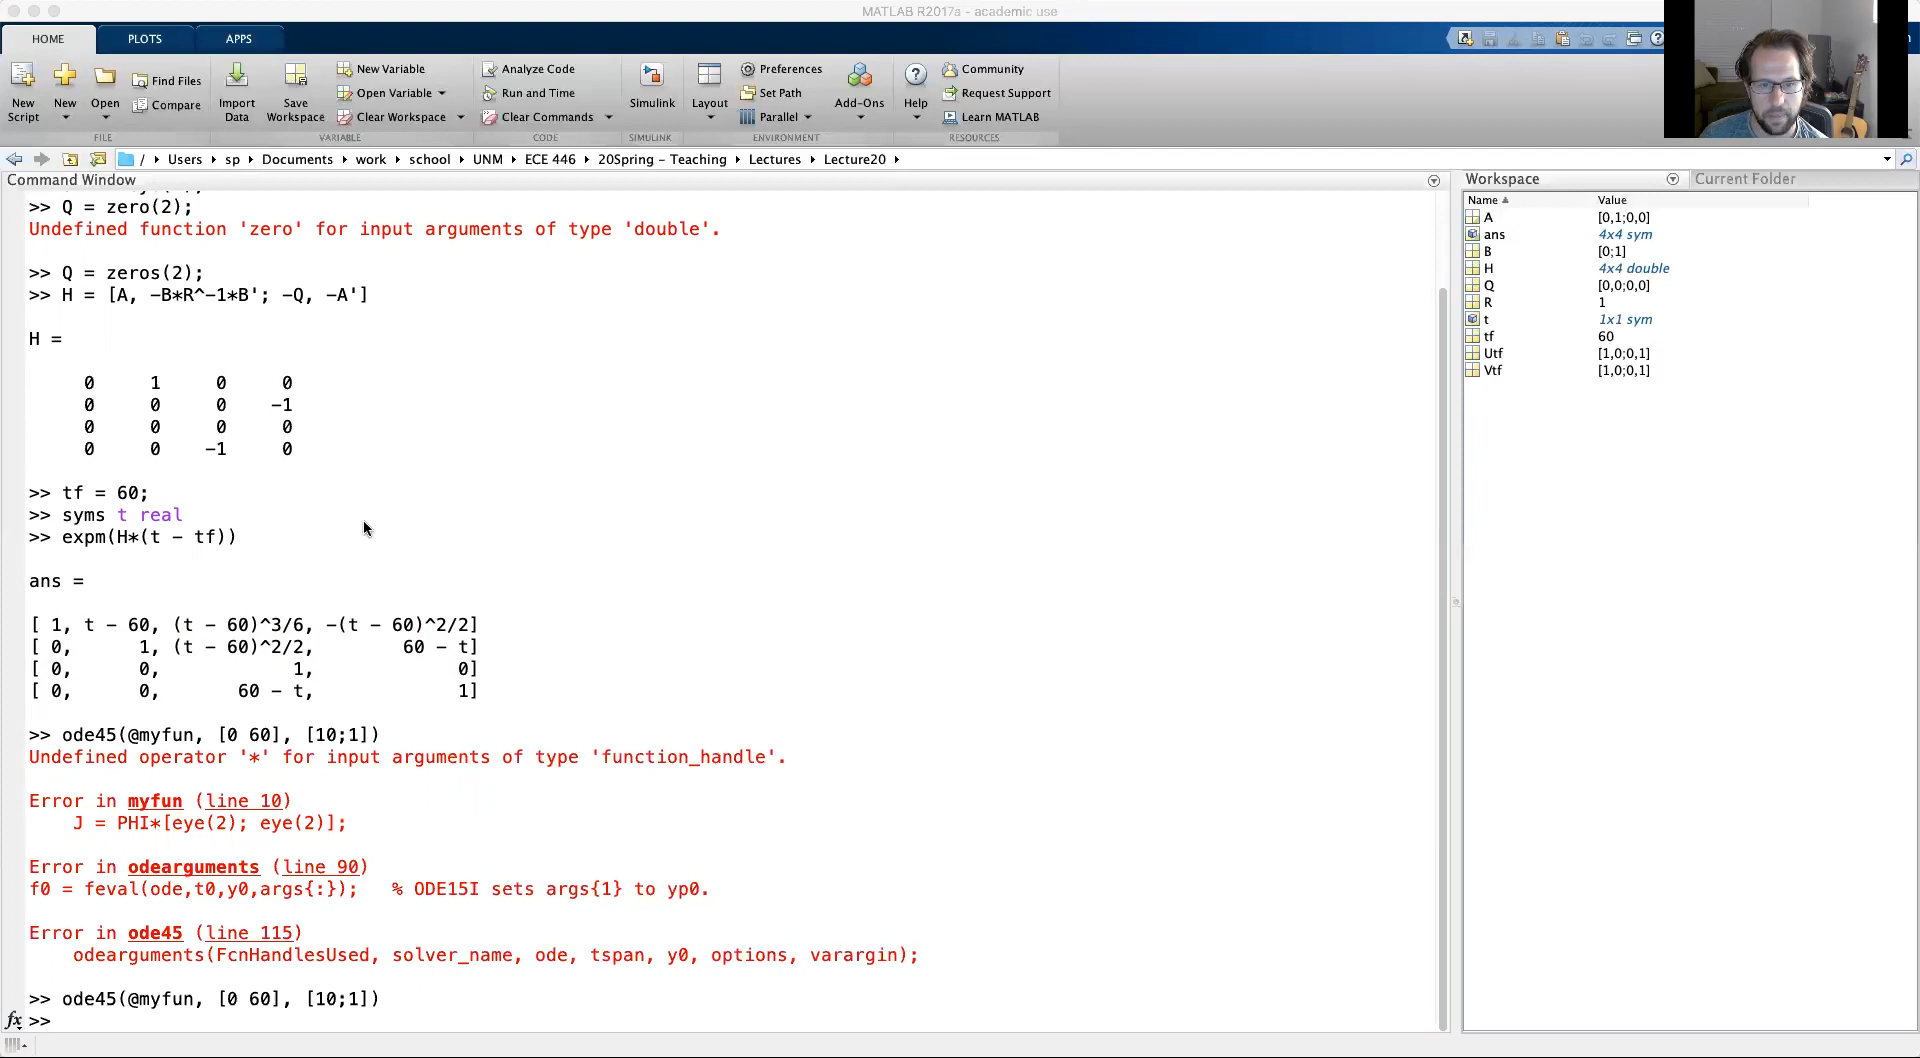 MATLAB R2017a - academic use
HOME PLOTS APPS
New Script
New
Open
Find Files
Compare
Import Data
Save Workspace
New Variable
Open Variable
Clear Workspace
Analyze Code
Run and Time
Clear Commands
Simulink
Layout
Preferences
Set Path
Parallel
Add-Ons
Help
Community
Request Support
Learn MATLAB
FILE VARIABLE CODE SIMULINK ENVIRONMENT RESOURCES
/ ▸ Users ▸ sp ▸ Documents ▸ work ▸ school ▸ UNM ▸ ECE 446 ▸ 20Spring - Teaching ▸ Lectures ▸ Lecture20 ▸
Command Window
>> Q = zero(2);
Undefined function 'zero' for input arguments of type 'double'.
>> Q = zeros(2);
>> H = [A, -B*R^-1*B'; -Q, -A']
H =
0 1 0 0
0 0 0 -1
0 0 0 0
0 0 -1 0
>> tf = 60;
>> syms t real
>> expm(H*(t - tf))
ans =
[ 1, t - 60, (t - 60)^3/6, -(t - 60)^2/2]
[ 0, 1, (t - 60)^2/2, 60 - t]
[ 0, 0, 1, 0]
[ 0, 0, 60 - t, 1]
>> ode45(@myfun, [0 60], [10;1])
Undefined operator '*' for input arguments of type 'function_handle'.
Error in myfun (line 10)
J = PHI*[eye(2); eye(2)];
Error in odearguments (line 90)
f0 = feval(ode,t0,y0,args{:}); % ODE15I sets args{1} to yp0.
Error in ode45 (line 115)
odearguments(FcnHandlesUsed, solver_name, ode, tspan, y0, options, varargin);
>> ode45(@myfun, [0 60], [10;1])
fx >>
Workspace Current Folder
Name Value
A [0,1;0,0]
ans 4x4 sym
B [0;1]
H 4x4 double
Q [0,0;0,0]
R 1
t 1x1 sym
tf 60
Utf [1,0;0,1]
Vtf [1,0;0,1]